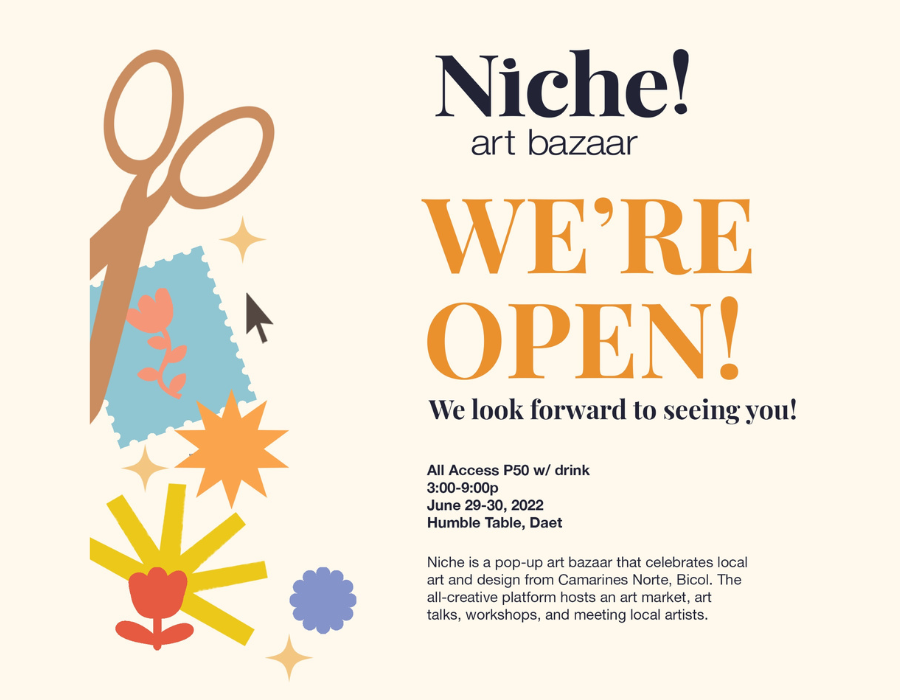 Niche!
art bazaar
WE’RE
OPEN!
We look forward to seeing you!
All Access P50 w/ drink
3:00-9:00p
June 29-30, 2022
Humble Table, Daet
Niche is a pop-up art bazaar that celebrates local
art and design from Camarines Norte, Bicol. The
all-creative platform hosts an art market, art
talks, workshops, and meeting local artists.